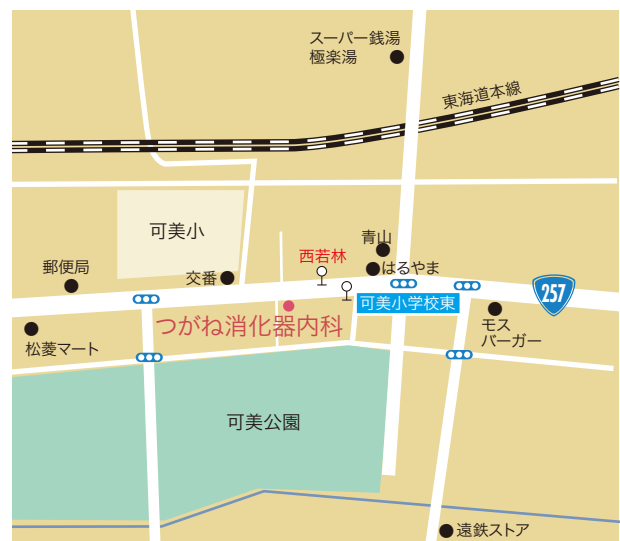 スーパー銭湯
極楽湯
東海道本線
可美小
青山
西若林
はるやま
郵便局
交番
257
可美小学校東
つがね消化器内科
モス
バーガー
松菱マート
可美公園
遠鉄ストア